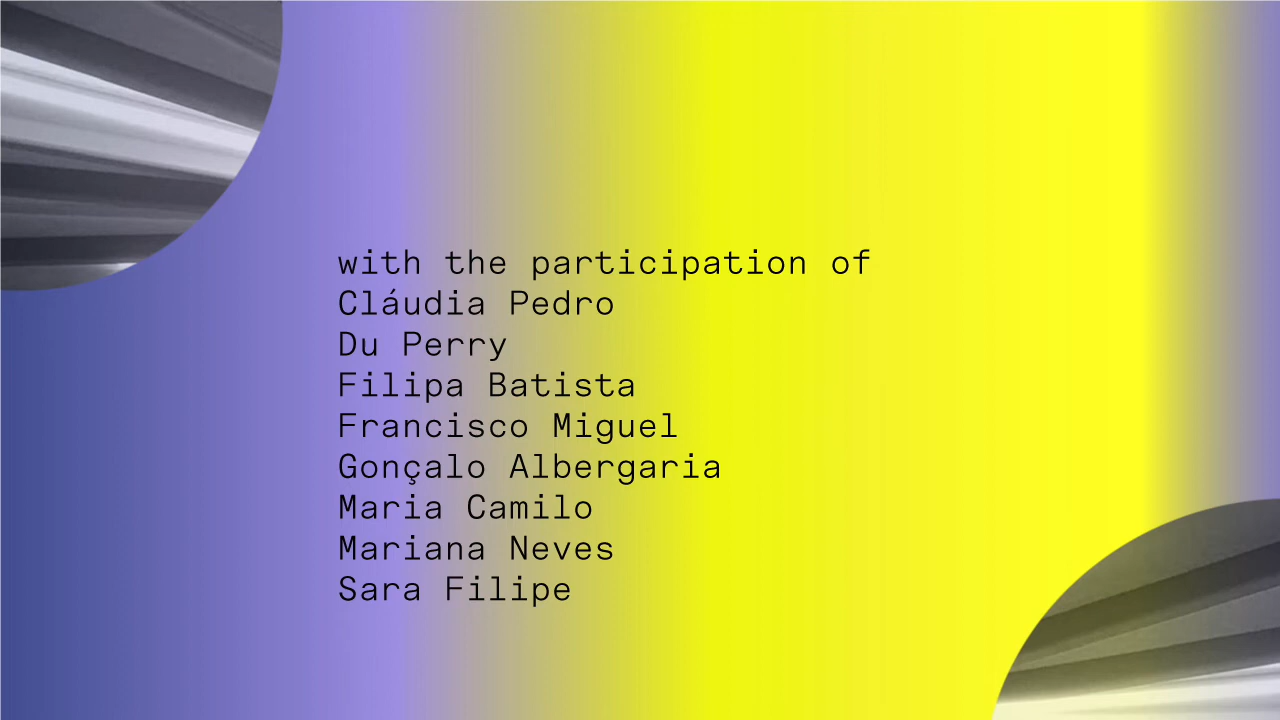 with the participation of
Cláudia Pedro
Du Perry
Filipa Batista
Francisco Miguel
Gonçalo Albergaria
Maria Camilo
Mariana Neves
Sara Filipe